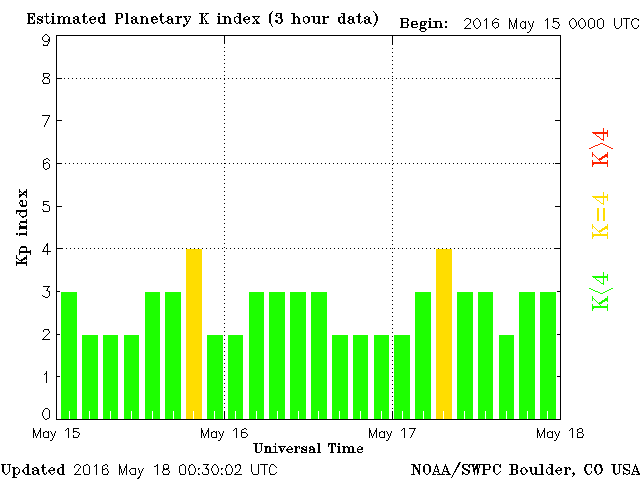 Estimated Planetary K index (3 hour data) Begin: 2016 May 15 0000 UTC
9
8
7
6
5
4
3
2
1
0
Kp index
K>4
K=4
K<4
May 15 May 16 May 17 May 18
Universal Time
Updated 2016 May 18 00:30:02 UTC NOAA/SWPC Boulder, CO USA